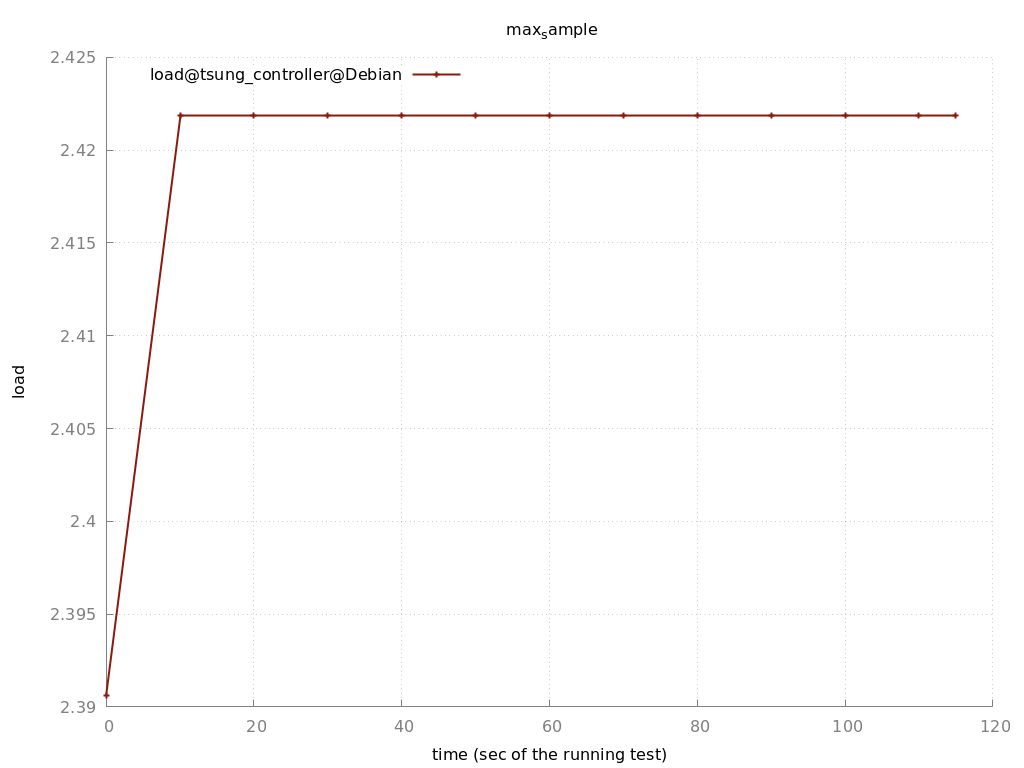 maxsample
2.425
load@tsung_controller@Debian
2.42
2.415
2.41
load
2.405
2.4
2.395
2.39
0 20 40 60 80 100 120
time (sec of the running test)